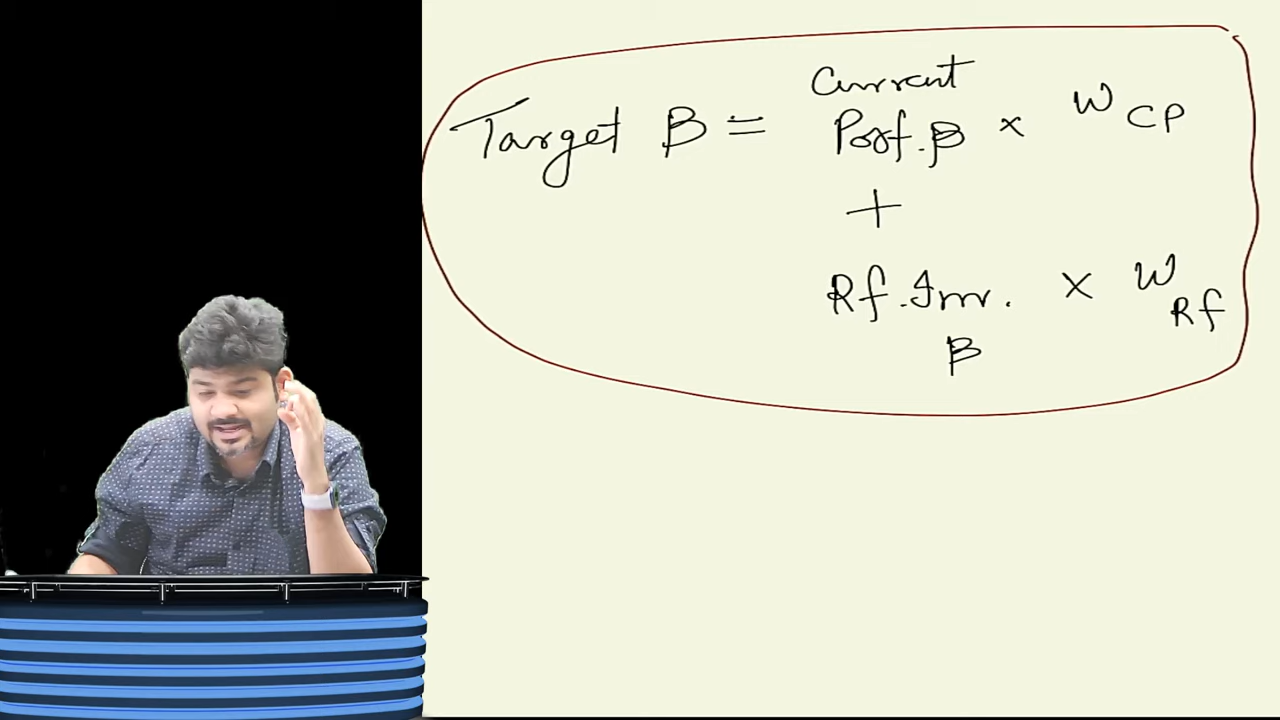 Current
Target β = Porf. β × W CP
+
Rf. Inv. × W Rf
β